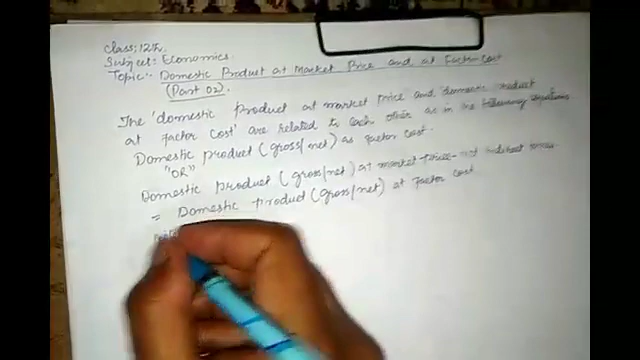 Class; 12th.
Subject: Economics.
Topic:- Domestic Product at Market Price and at Factor Cost
(Part 02).
The 'domestic product at market price and 'domestic product
at factor cost' are related to each other as in the following equations
Domestic product (gross/net) as factor cost.
"OR"
Domestic product (gross/net) at market price - net indirect taxes
= Domestic product (gross/net) at factor cost